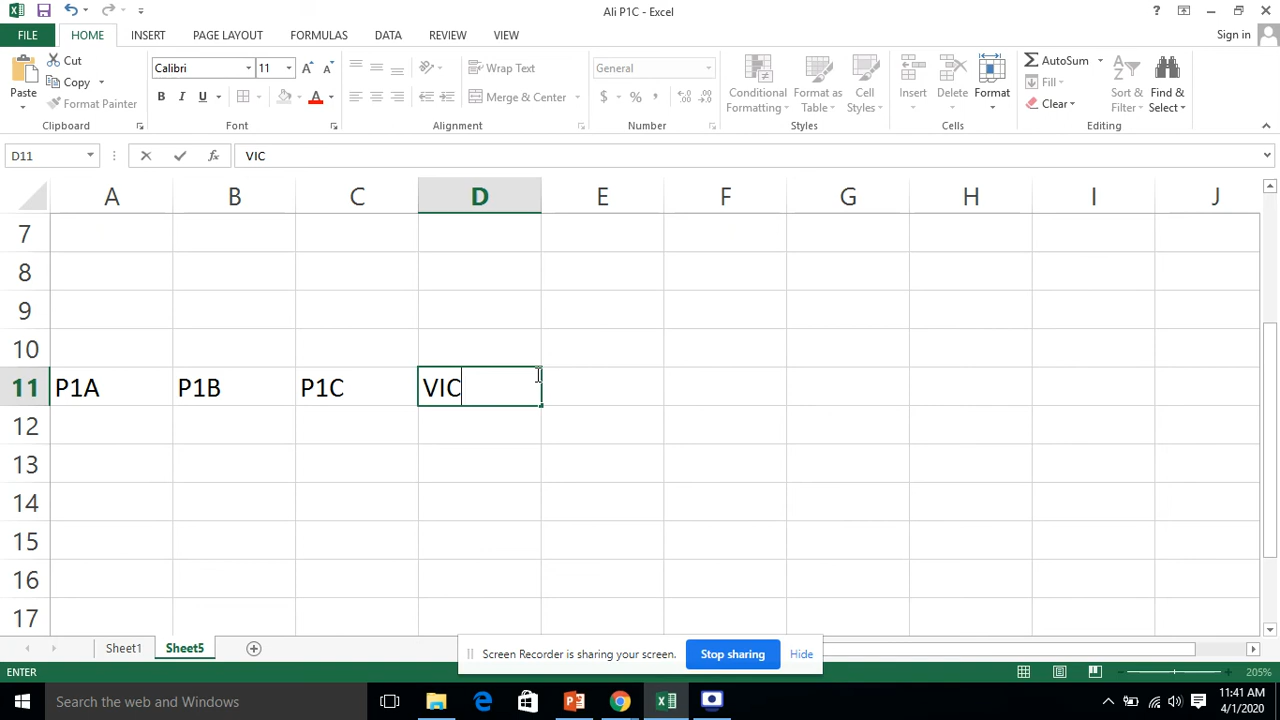 Ali P1C - Excel
?
FILE HOME INSERT PAGE LAYOUT FORMULAS DATA REVIEW VIEW Sign in
Paste
Cut
Copy
Format Painter
Clipboard
Calibri 11 A A
B I U A
Font
Wrap Text
Merge & Center
Alignment
General
$ % ,
Number
Conditional Formatting
Format as Table
Cell Styles
Styles
Insert Delete Format
Cells
AutoSum
Fill
Clear
Sort & Filter
Find & Select
Editing
D11 fx VIC
A B C D E F G H I J
7
8
9
10
11 P1A P1B P1C VIC
12
13
14
15
16
17
Sheet1 Sheet5
Screen Recorder is sharing your screen. Stop sharing Hide
ENTER 205%
Search the web and Windows
11:41 AM
4/1/2020